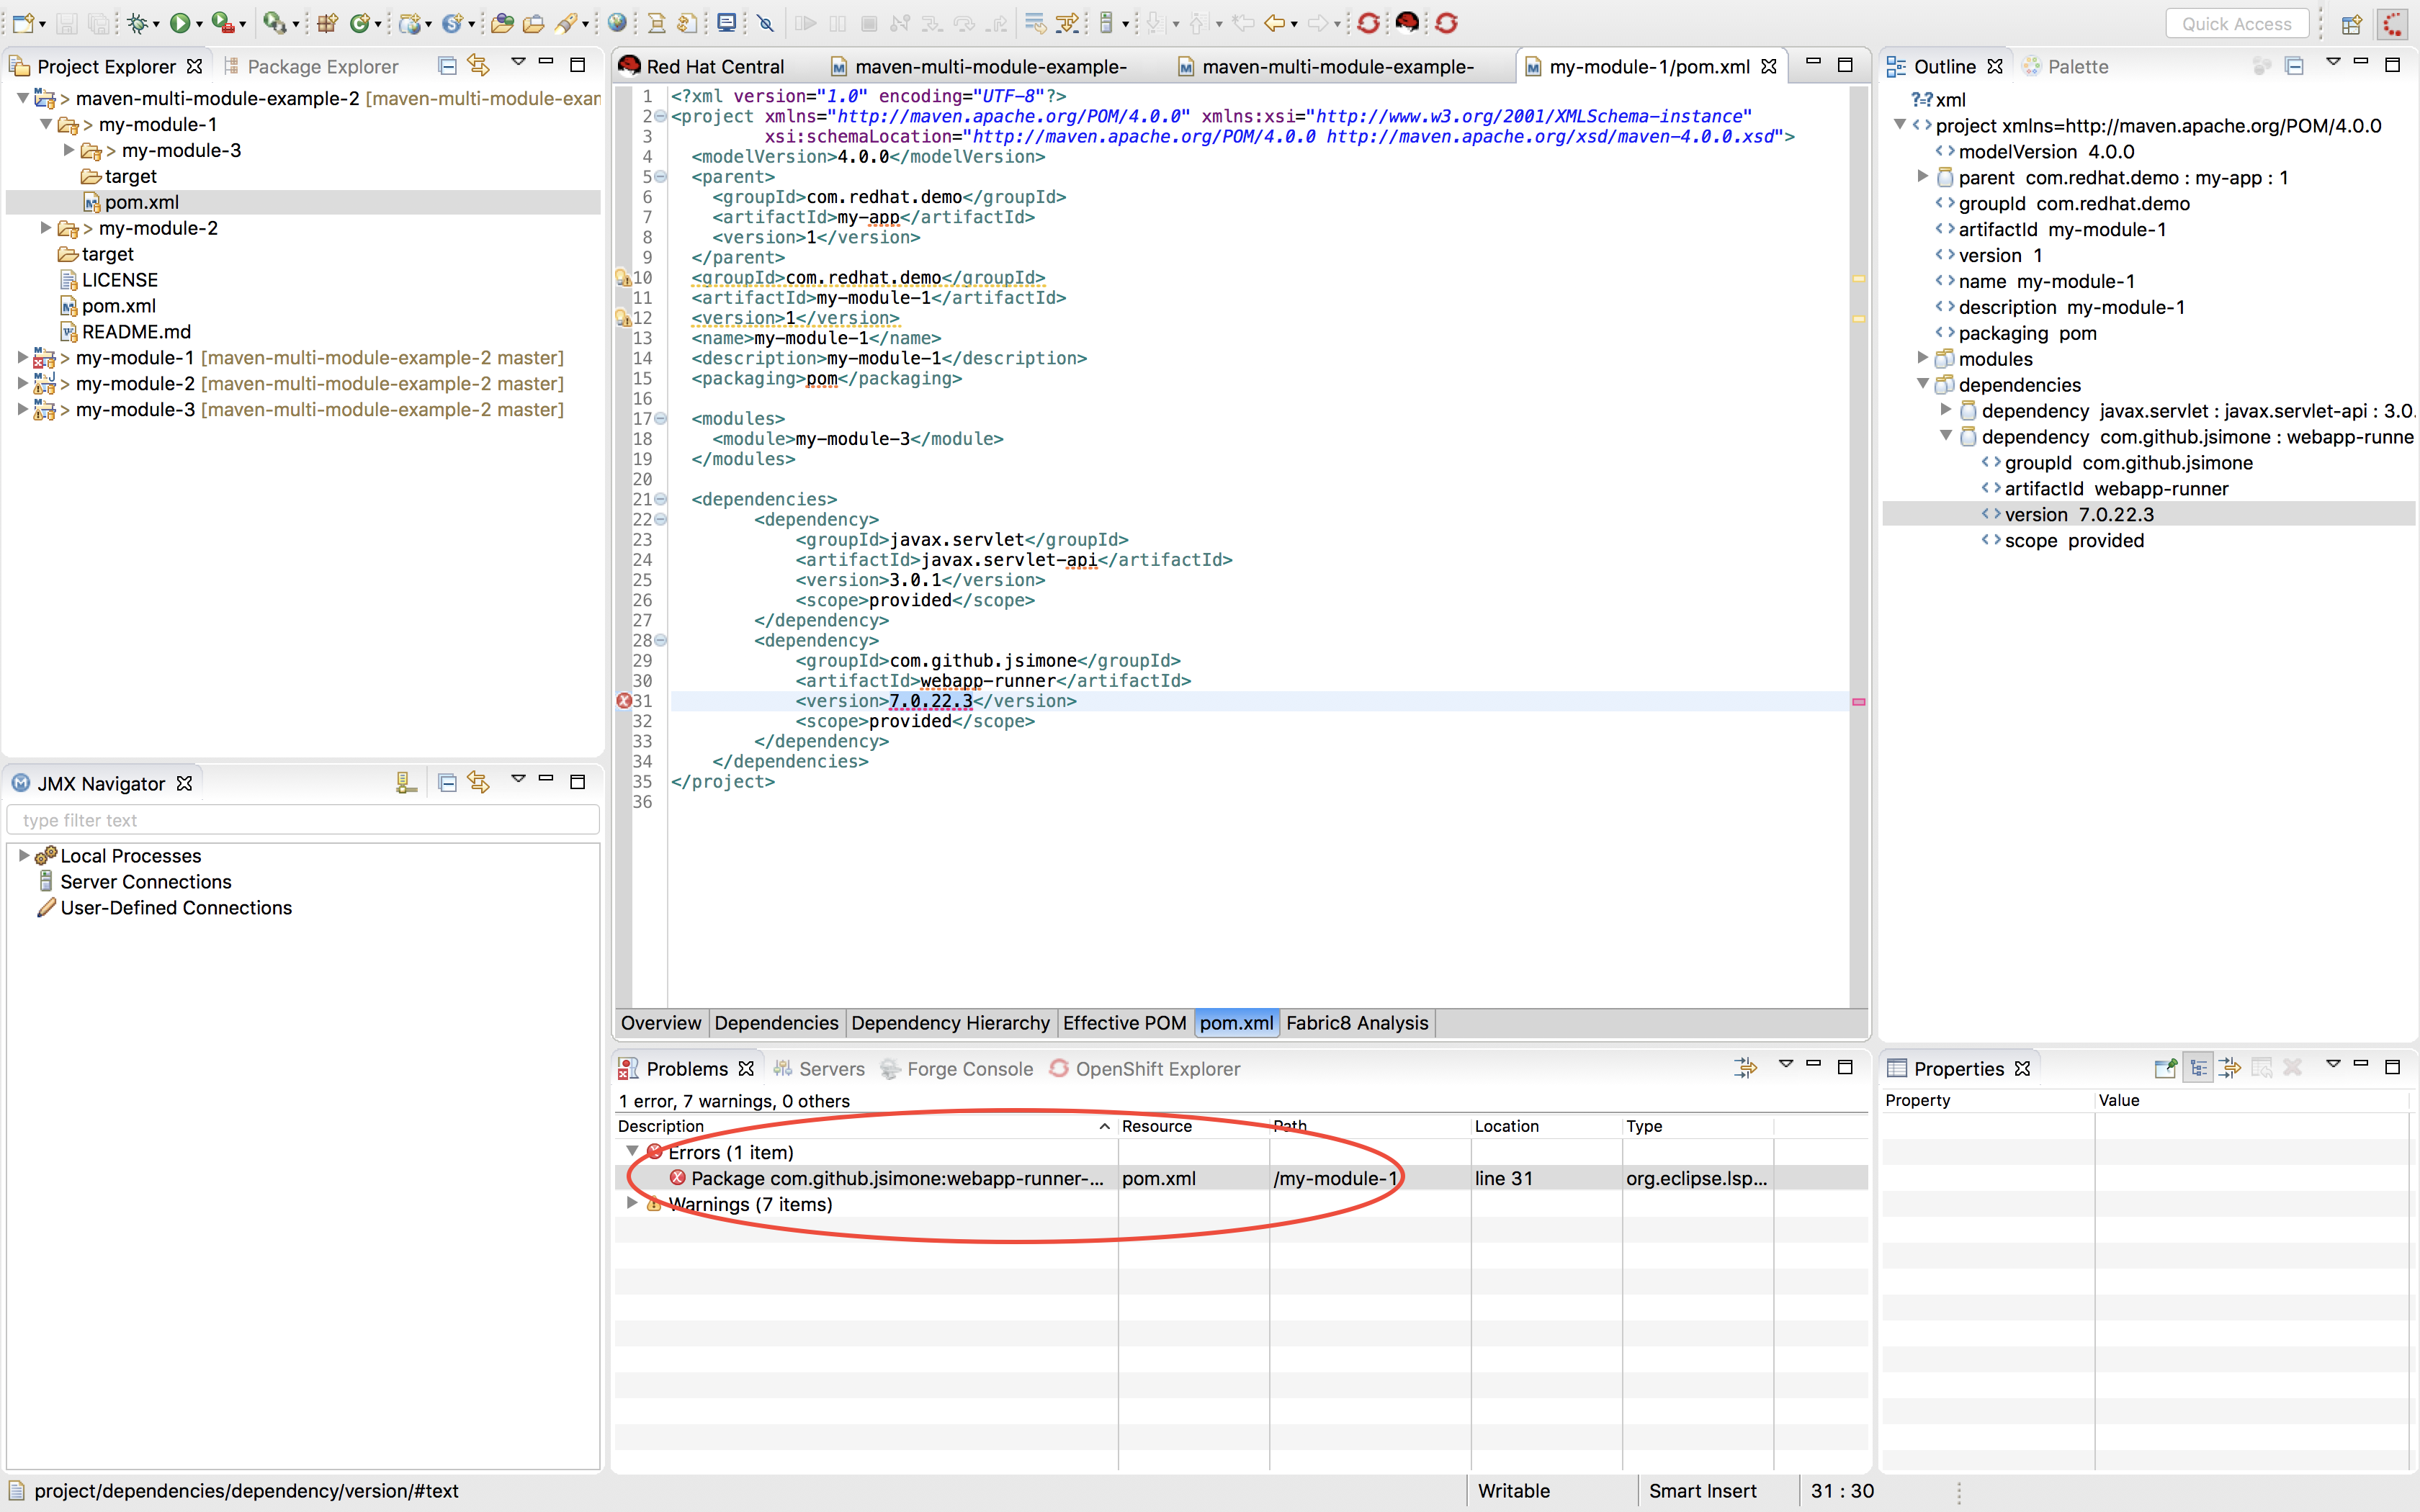 Quick Access
Project Explorer
Package Explorer
> maven-multi-module-example-2 [maven-multi-module-exan
> my-module-1
> my-module-3
target
pom.xml
> my-module-2
target
LICENSE
pom.xml
README.md
> my-module-1 [maven-multi-module-example-2 master]
> my-module-2 [maven-multi-module-example-2 master]
> my-module-3 [maven-multi-module-example-2 master]
JMX Navigator
type filter text
Local Processes
Server Connections
User-Defined Connections
Red Hat Central
maven-multi-module-example-
maven-multi-module-example-
my-module-1/pom.xml
1 <?xml version="1.0" encoding="UTF-8"?>
2 <project xmlns="http://maven.apache.org/POM/4.0.0" xmlns:xsi="http://www.w3.org/2001/XMLSchema-instance"
3 xsi:schemaLocation="http://maven.apache.org/POM/4.0.0 http://maven.apache.org/xsd/maven-4.0.0.xsd">
4 <modelVersion>4.0.0</modelVersion>
5 <parent>
6 <groupId>com.redhat.demo</groupId>
7 <artifactId>my-app</artifactId>
8 <version>1</version>
9 </parent>
10 <groupId>com.redhat.demo</groupId>
11 <artifactId>my-module-1</artifactId>
12 <version>1</version>
13 <name>my-module-1</name>
14 <description>my-module-1</description>
15 <packaging>pom</packaging>
16
17 <modules>
18 <module>my-module-3</module>
19 </modules>
20
21 <dependencies>
22 <dependency>
23 <groupId>javax.servlet</groupId>
24 <artifactId>javax.servlet-api</artifactId>
25 <version>3.0.1</version>
26 <scope>provided</scope>
27 </dependency>
28 <dependency>
29 <groupId>com.github.jsimone</groupId>
30 <artifactId>webapp-runner</artifactId>
31 <version>7.0.22.3</version>
32 <scope>provided</scope>
33 </dependency>
34 </dependencies>
35 </project>
36
Overview
Dependencies
Dependency Hierarchy
Effective POM
pom.xml
Fabric8 Analysis
Outline
Palette
?=? xml
project xmlns=http://maven.apache.org/POM/4.0.0
modelVersion 4.0.0
parent com.redhat.demo : my-app : 1
groupId com.redhat.demo
artifactId my-module-1
version 1
name my-module-1
description my-module-1
packaging pom
modules
dependencies
dependency javax.servlet : javax.servlet-api : 3.0.
dependency com.github.jsimone : webapp-runne
groupId com.github.jsimone
artifactId webapp-runner
version 7.0.22.3
scope provided
Problems
Servers
Forge Console
OpenShift Explorer
1 error, 7 warnings, 0 others
Description Resource Path Location Type
Errors (1 item)
Package com.github.jsimone:webapp-runner-... pom.xml /my-module-1 line 31 org.eclipse.lsp...
Warnings (7 items)
Properties
Property Value
project/dependencies/dependency/version/#text
Writable
Smart Insert
31 : 30